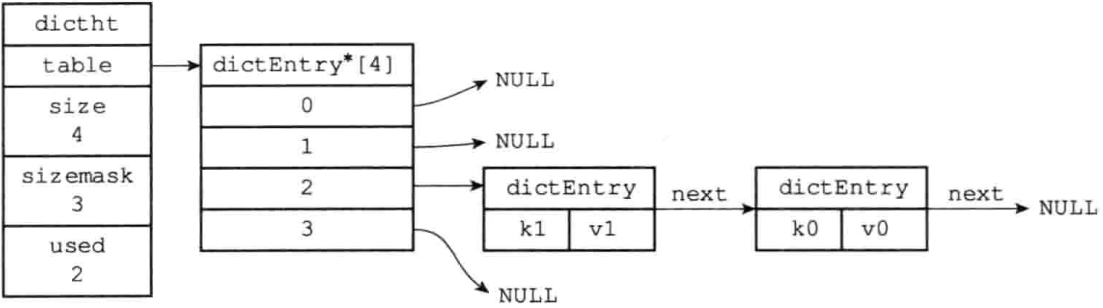 dictht
table
size
4
sizemask
3
used
2
dictEntry*[4]
0
1
2
3
NULL
NULL
dictEntry
k1 v1
next
dictEntry
k0 v0
next
NULL
NULL